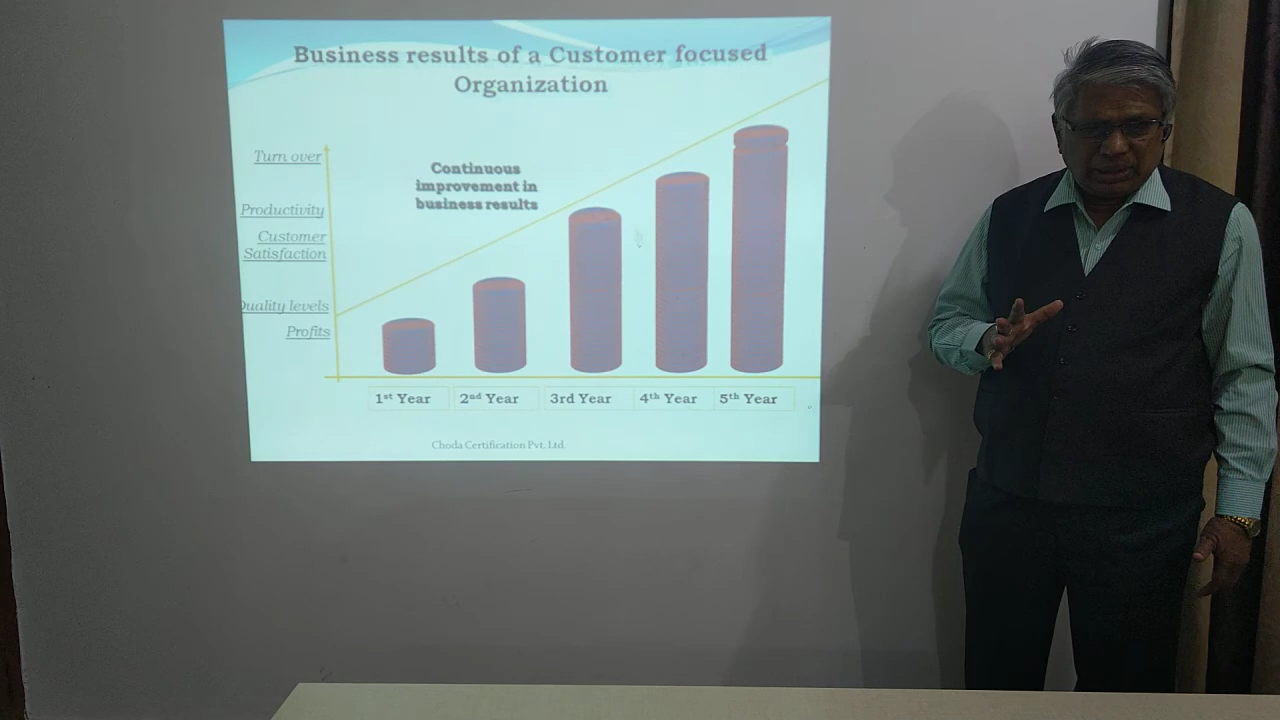 Business results of a Customer focused
Organization
Turn over
Productivity
Customer
Satisfaction
Quality levels
Profits
Continuous
improvement in
business results
1st Year
2nd Year
3rd Year
4th Year
5th Year
Choda Certification Pvt. Ltd.